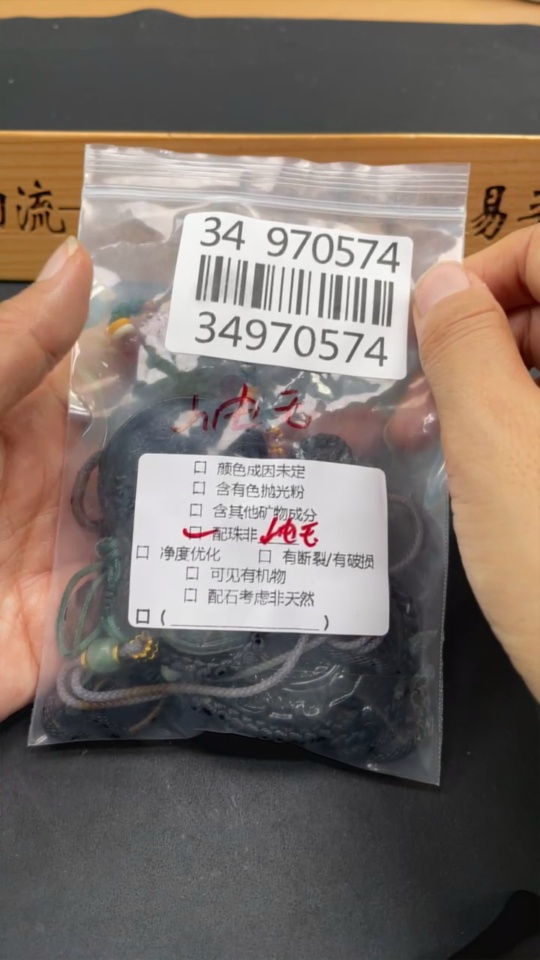 流
易
34 970574
34970574
□ 颜色成因未定
□ 含有色抛光粉
□ 含其他矿物成分
□ 配珠非
□ 净度优化 □ 有断裂/有破损
□ 可见有机物
□ 配石考虑非天然
□ (____________________)